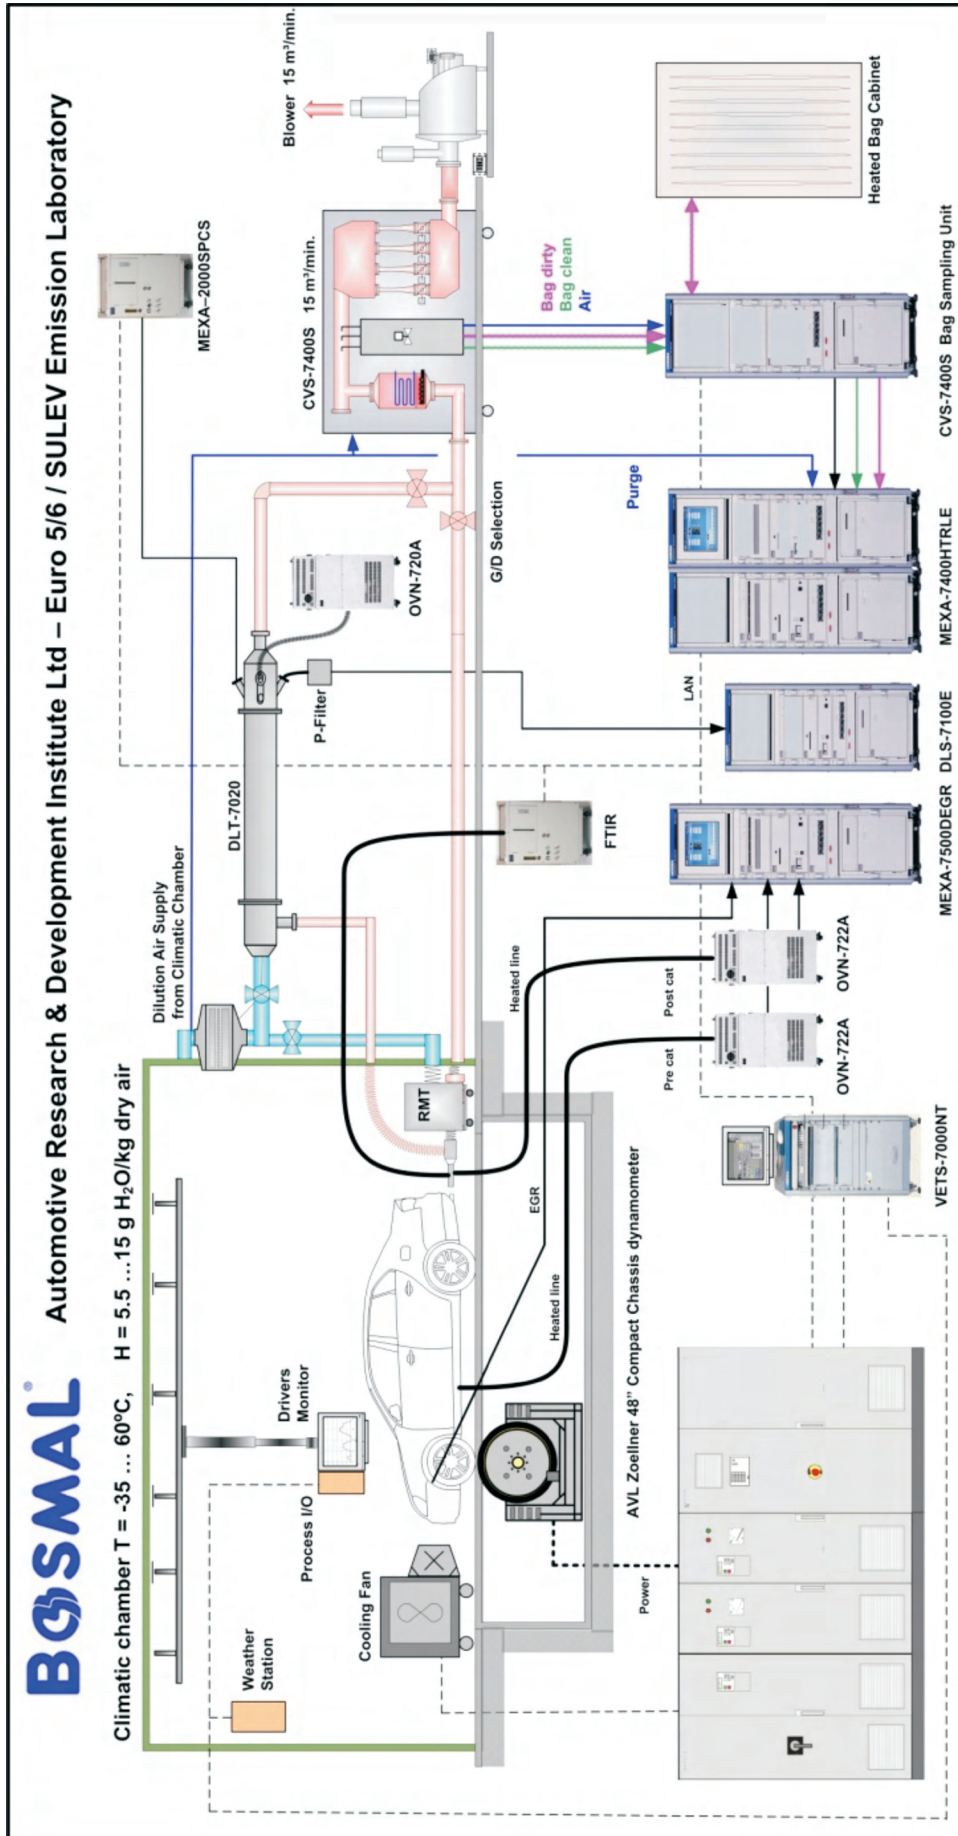 BOSMAL®
Automotive Research & Development Institute Ltd – Euro 5/6 / SULEV Emission Laboratory
Climatic chamber T = -35 ... 60ºC, H = 5.5 ...15 g H₂O/kg dry air
Weather
Station
Process I/O
Drivers
Monitor
Cooling Fan
RMT
Dilution Air Supply
from Climatic Chamber
DLT-7020
P-Filter
OVN-720A
MEXA–2000SPCS
CVS-7400S 15 m³/min.
Blower 15 m³/min.
G/D Selection
Bag dirty
Bag clean
Air
Purge
FTIR
LAN
Heated line
Post cat
EGR
Heated line
Pre cat
AVL Zoellner 48" Compact Chassis dynamometer
Power
VETS-7000NT
OVN-722A
OVN-722A
MEXA-7500DEGR
DLS-7100E
MEXA-7400HTRLE
CVS-7400S Bag Sampling Unit
Heated Bag Cabinet